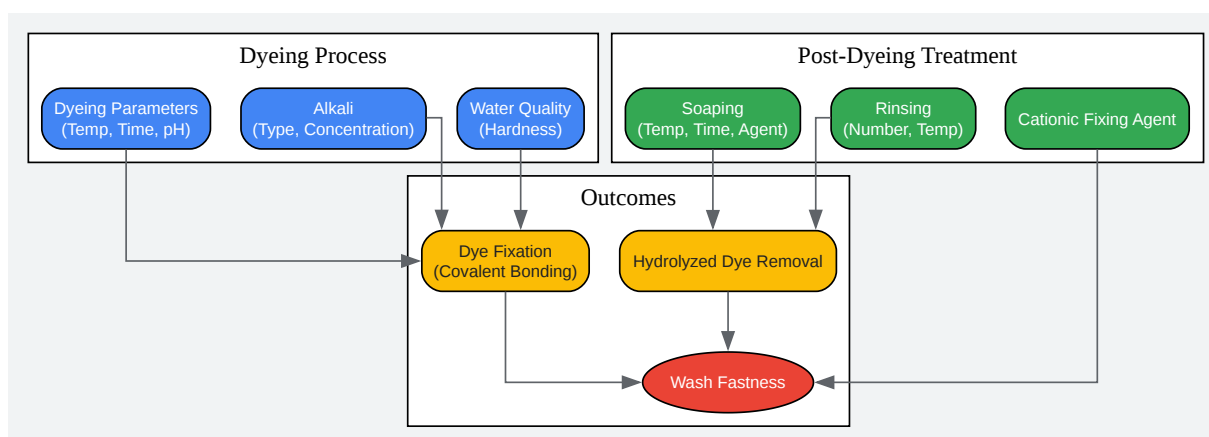 Dyeing Process
Post-Dyeing Treatment
Dyeing Parameters
(Temp, Time, pH)
Alkali
(Type, Concentration)
Water Quality
(Hardness)
Soaping
(Temp, Time, Agent)
Rinsing
(Number, Temp)
Cationic Fixing Agent
Outcomes
Dye Fixation
(Covalent Bonding)
Hydrolyzed Dye Removal
Wash Fastness